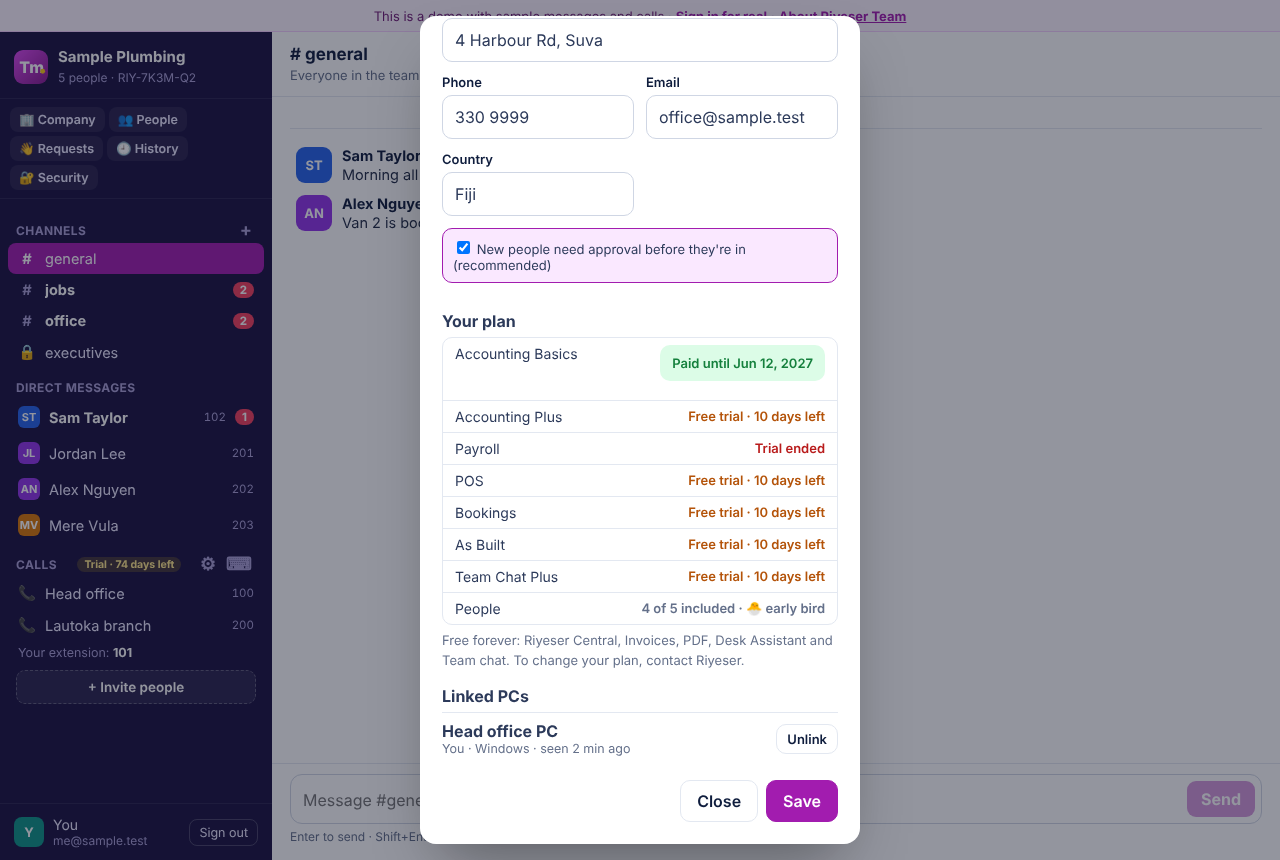 This is a demo with sample messages and calls. Sign in for real About Riyeser Team
Tm
Sample Plumbing
5 people · RIY-7K3M-Q2
🏢 Company
👥 People
👋 Requests
🕘 History
🔐 Security
CHANNELS +
# general
# jobs 2
# office 2
🔒 executives
DIRECT MESSAGES
ST Sam Taylor 102 1
JL Jordan Lee 201
AN Alex Nguyen 202
MV Mere Vula 203
CALLS Trial · 74 days left ⚙ ⌨
📞 Head office 100
📞 Lautoka branch 200
Your extension: 101
+ Invite people
Y You
me@sample.test
Sign out
# general
Everyone in the team
ST Sam Taylor
Morning all
AN Alex Nguye
Van 2 is boo
Message #gene
Send
Enter to send · Shift+En
4 Harbour Rd, Suva
Phone
330 9999
Email
office@sample.test
Country
Fiji
New people need approval before they're in
(recommended)
Your plan
Accounting Basics Paid until Jun 12, 2027
Accounting Plus Free trial · 10 days left
Payroll Trial ended
POS Free trial · 10 days left
Bookings Free trial · 10 days left
As Built Free trial · 10 days left
Team Chat Plus Free trial · 10 days left
People 4 of 5 included · 🐣 early bird
Free forever: Riyeser Central, Invoices, PDF, Desk Assistant and
Team chat. To change your plan, contact Riyeser.
Linked PCs
Head office PC
You · Windows · seen 2 min ago
Unlink
Close
Save